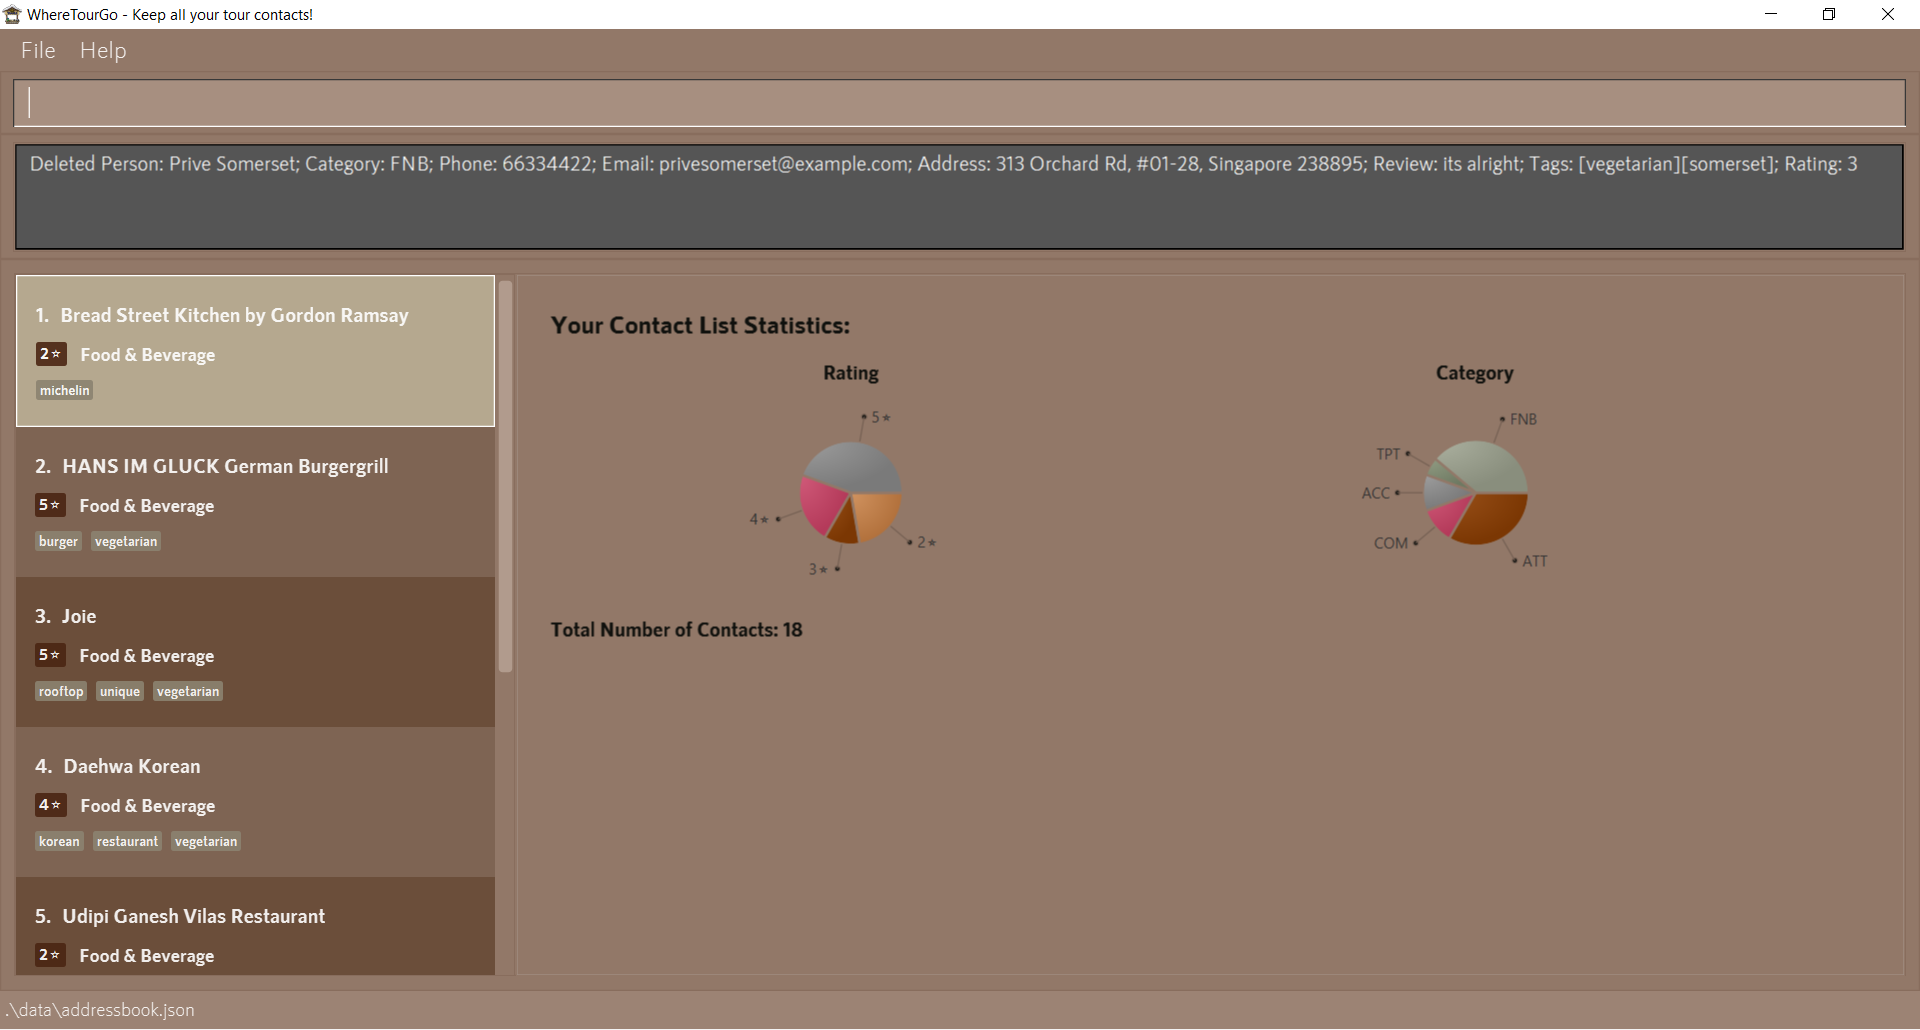 WhereTourGo - Keep all your tour contacts!
File Help
Deleted Person: Prive Somerset; Category: FNB; Phone: 66334422; Email: privesomerset@example.com; Address: 313 Orchard Rd, #01-28, Singapore 238895; Review: its alright; Tags: [vegetarian][somerset]; Rating: 3
1. Bread Street Kitchen by Gordon Ramsay
2☆ Food & Beverage
michelin
2. HANS IM GLUCK German Burgergrill
5☆ Food & Beverage
burger vegetarian
3. Joie
5☆ Food & Beverage
rooftop unique vegetarian
4. Daehwa Korean
4☆ Food & Beverage
korean restaurant vegetarian
5. Udipi Ganesh Vilas Restaurant
2☆ Food & Beverage
Your Contact List Statistics:
Rating
5★
4★
2★
3★
Category
FNB
TPT
ACC
COM
ATT
Total Number of Contacts: 18
.\data\addressbook.json